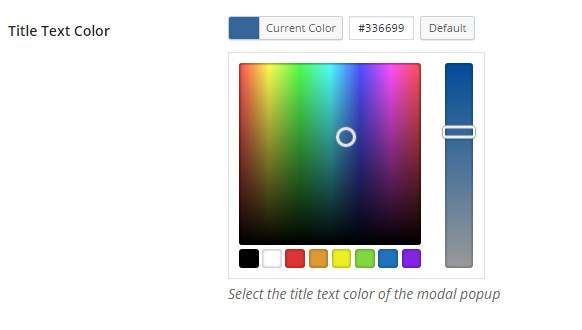 Title Text Color
Current Color
#336699
Default
Select the title text color of the modal popup